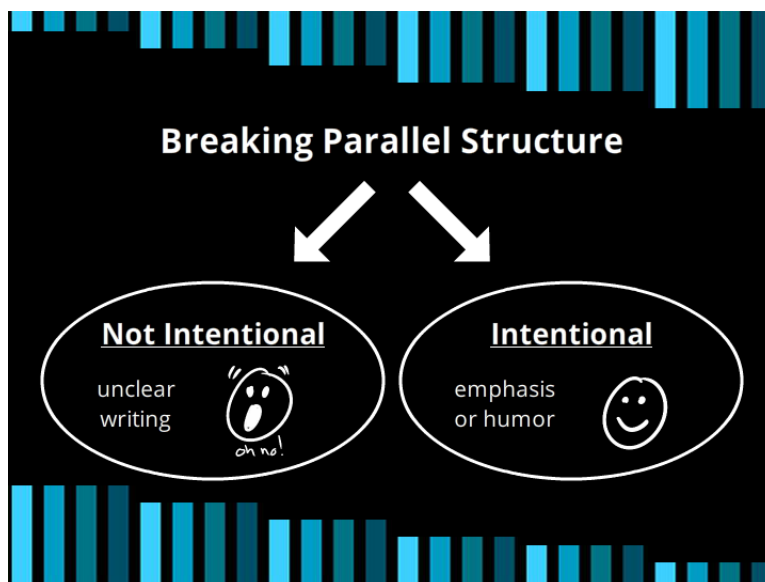 Breaking Parallel Structure
Not Intentional
unclear
writing
oh no!
Intentional
emphasis
or humor